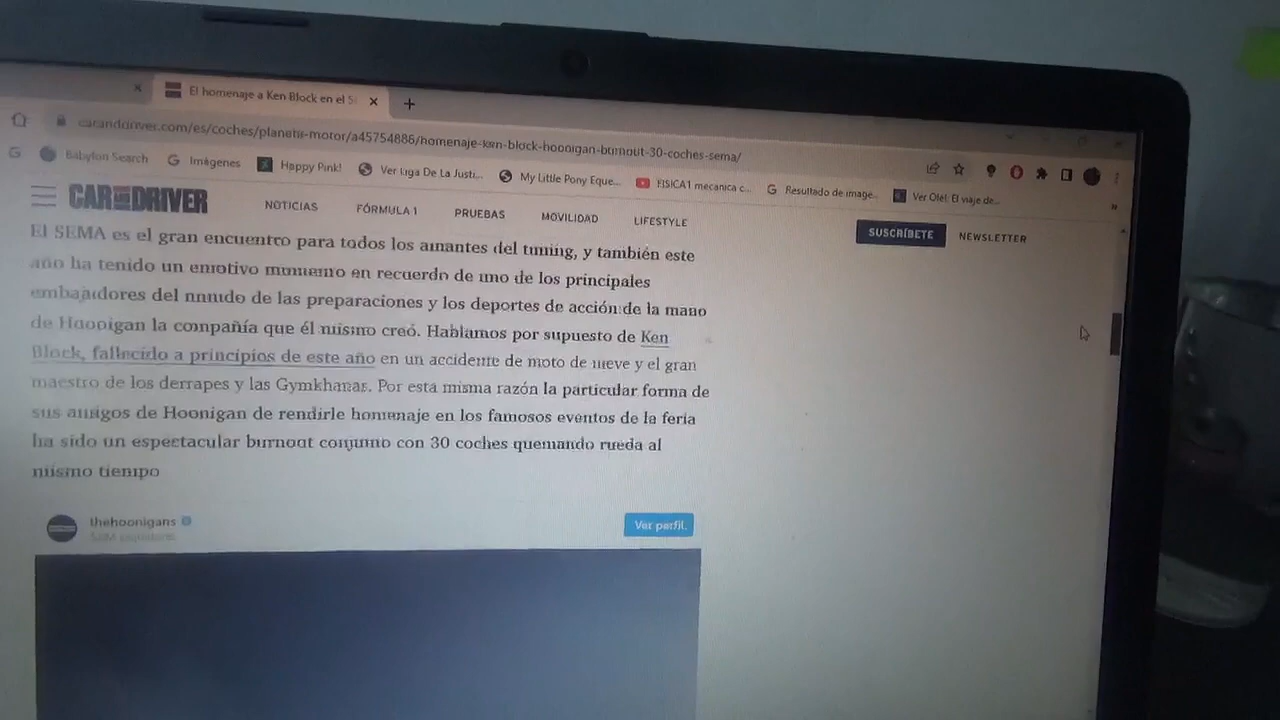 El homenaje a Ken Block en el S
caranddriver.com/es/coches/planeta-motor/a45754886/homenaje-ken-block-hoonigan-burnout-30-coches-sema/
Babylon Search Imágenes Happy Pink! Ver Liga De La Justi... My Little Pony Eque... FISICA1 mecanica c... Resultado de image... Ver Olé!: El viaje de...
CAR AND DRIVER NOTICIAS FÓRMULA 1 PRUEBAS MOVILIDAD LIFESTYLE SUSCRÍBETE NEWSLETTER
El SEMA es el gran encuentro para todos los amantes del tuning, y también este
año ha tenido un emotivo momento en recuerdo de uno de los principales
embajadores del mundo de las preparaciones y los deportes de acción de la mano
de Hoonigan la compañía que él mismo creó. Hablamos por supuesto de Ken
Block, fallecido a principios de este año en un accidente de moto de nieve y el gran
maestro de los derrapes y las Gymkhanas. Por esta misma razón la particular forma de
sus amigos de Hoonigan de rendirle homenaje en los famosos eventos de la feria
ha sido un espectacular burnout conjunto con 30 coches quemando rueda al
mismo tiempo
thehoonigans Ver perfil